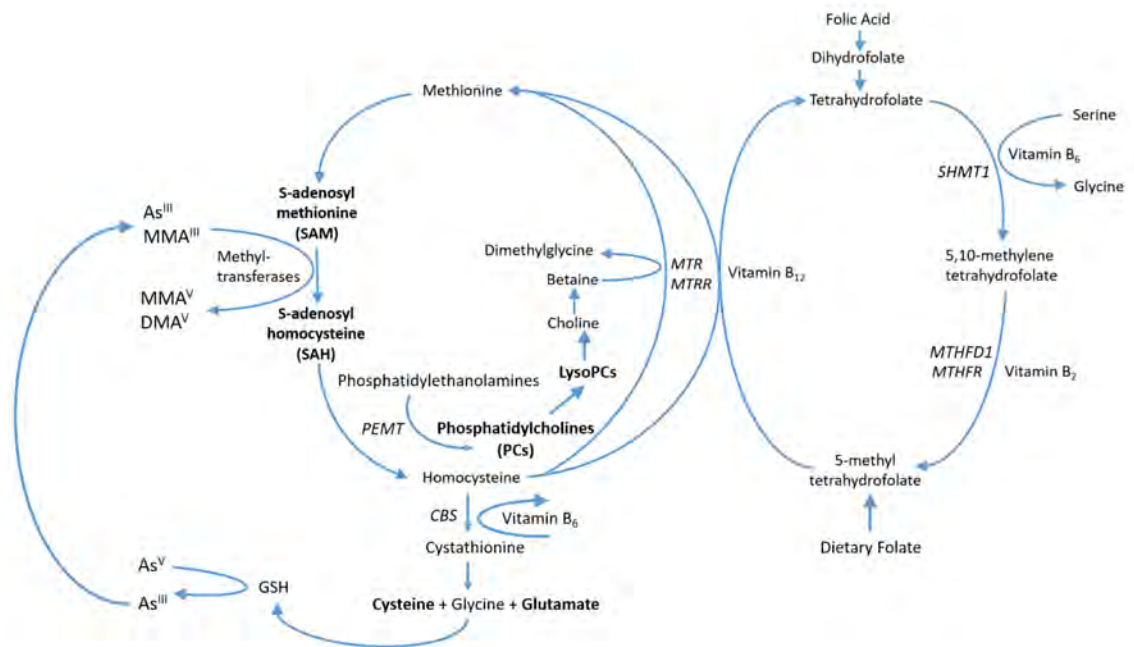 Folic Acid
Dihydrofolate
Tetrahydrofolate
Methionine
Serine
Vitamin B₆
SHMT1
Glycine
S-adenosyl
methionine
(SAM)
Asᴵᴵᴵ
MMAᴵᴵᴵ
Methyl-
transferases
MMAⱽ
DMAⱽ
S-adenosyl
homocysteine
(SAH)
Dimethylglycine
Betaine
Choline
LysoPCs
MTR
MTRR
Vitamin B₁₂
5,10-methylene
tetrahydrofolate
MTHFD1
MTHFR
Vitamin B₂
Phosphatidylethanolamines
PEMT
Phosphatidylcholines
(PCs)
Homocysteine
5-methyl
tetrahydrofolate
Dietary Folate
CBS
Vitamin B₆
Cystathionine
Asⱽ
Asᴵᴵᴵ
GSH
Cysteine + Glycine + Glutamate